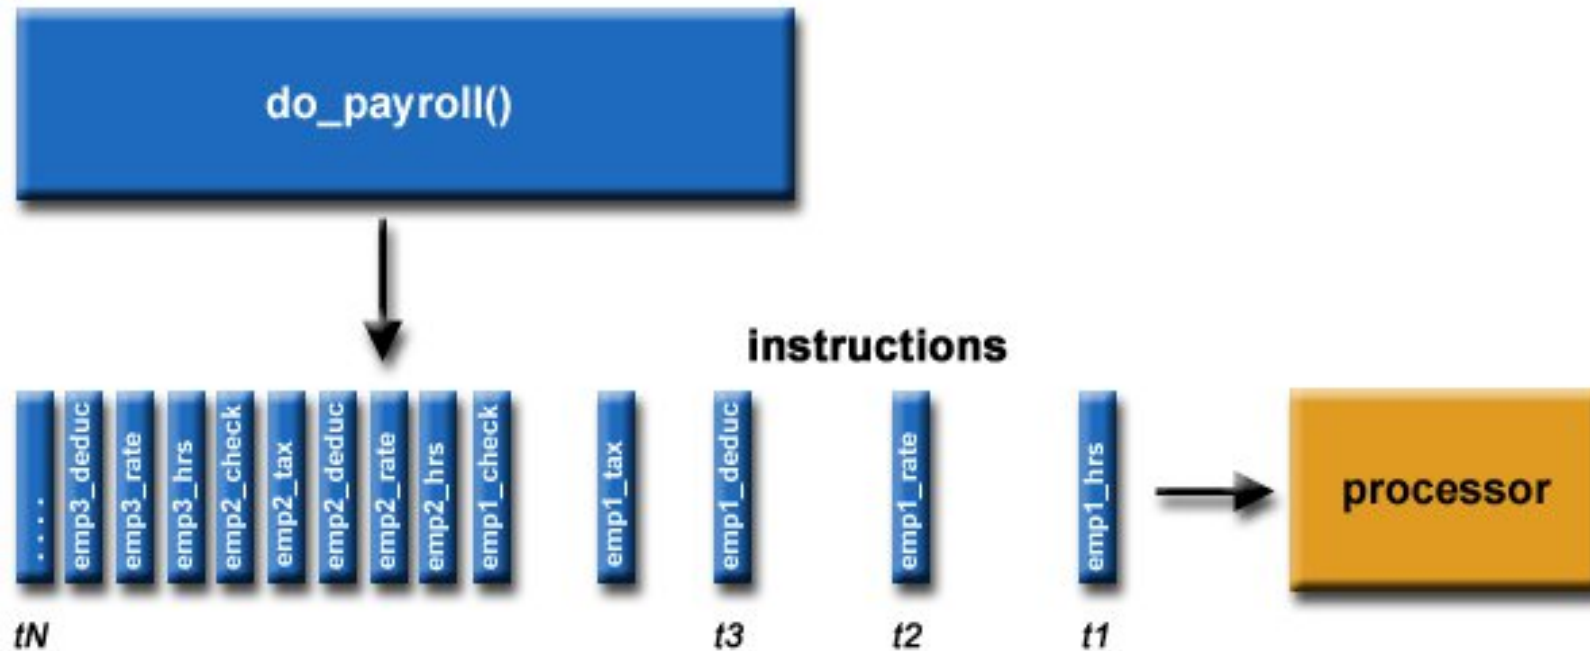 do_payroll()
instructions
....
emp3_deduc
emp3_rate
emp3_hrs
emp2_check
emp2_tax
emp2_deduc
emp2_rate
emp2_hrs
emp1_check
emp1_tax
emp1_deduc
emp1_rate
emp1_hrs
processor
tN t3 t2 t1